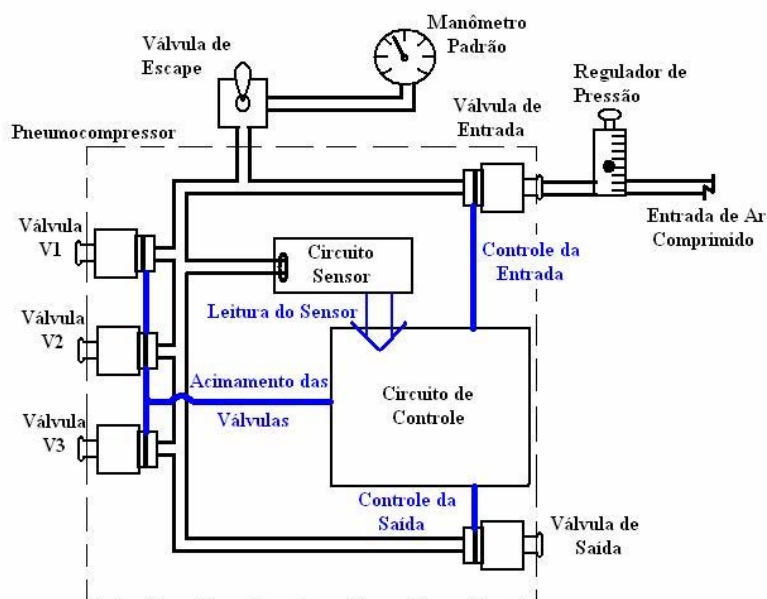 Manômetro
Padrão
Válvula de
Escape
Regulador de
Pressão
Válvula de
Entrada
Pneumocompressor
Válvula
V1
Circuito
Sensor
Controle da
Entrada
Entrada de Ar
Comprimido
Leitura do Sensor
Válvula
V2
Acimamento das
Válvulas
Circuito de
Controle
Válvula
V3
Controle da
Saída
Válvula de
Saída